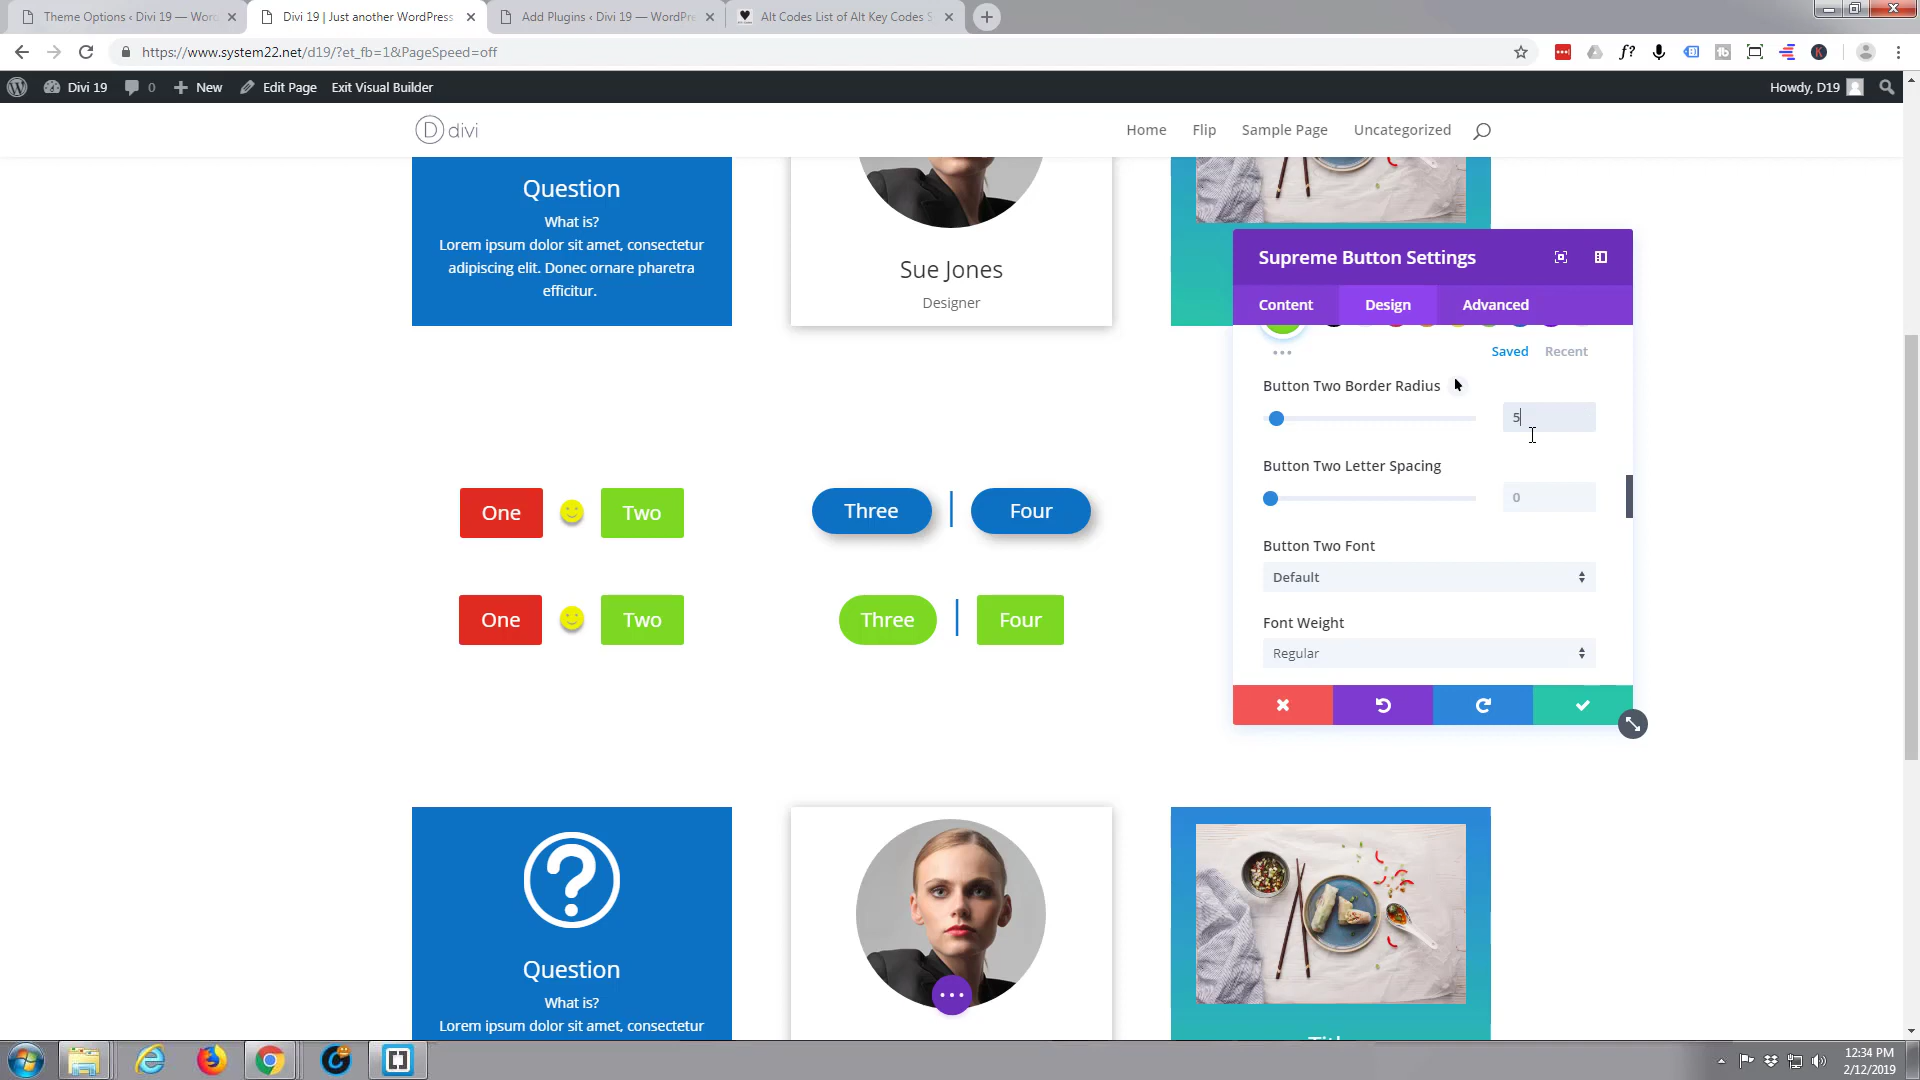 Theme Options ‹ Divi 19 — Wor
Divi 19 | Just another WordPress
Add Plugins ‹ Divi 19 — WordPre
Alt Codes List of Alt Key Codes S
https://www.system22.net/d19/?et_fb=1&PageSpeed=off
Divi 19
0
New
Edit Page
Exit Visual Builder
Howdy, D19
D divi
Home
Flip
Sample Page
Uncategorized
Question
What is?
Lorem ipsum dolor sit amet, consectetur
adipiscing elit. Donec ornare pharetra
efficitur.
Sue Jones
Designer
Supreme Button Settings
Content
Design
Advanced
Saved
Recent
Button Two Border Radius
5
Button Two Letter Spacing
0
Button Two Font
Default
Font Weight
Regular
One
Two
Three
Four
One
Two
Three
Four
Question
What is?
Lorem ipsum dolor sit amet, consectetur
12:34 PM
2/12/2019